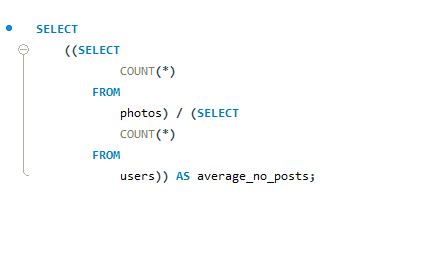 SELECT
((SELECT
COUNT(*)
FROM
photos) / (SELECT
COUNT(*)
FROM
users)) AS average_no_posts;